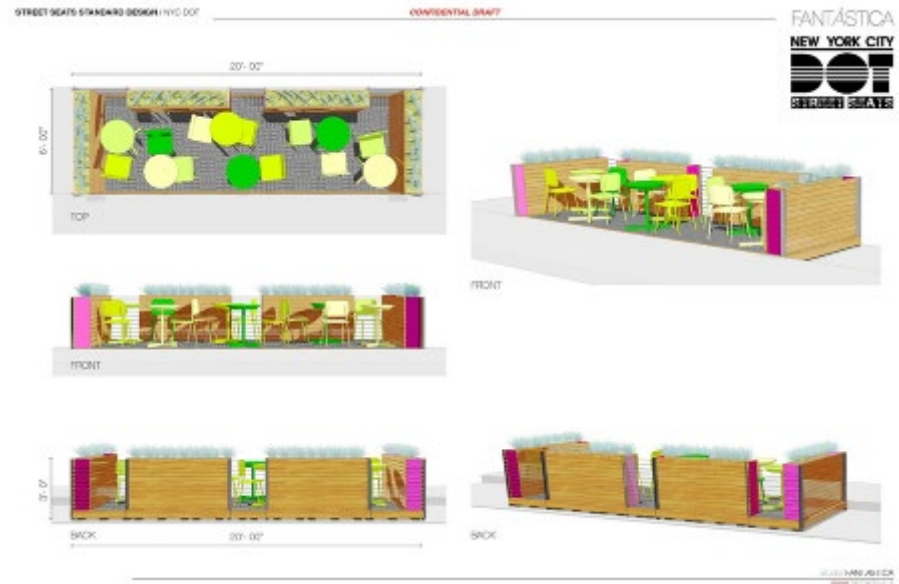 STREET SEATS STANDARD DESIGN / NYC DOT
CONFIDENTIAL DRAFT
FANTÁSTICA
NEW YORK CITY
DOT
STREET SEATS
20'- 00"
6'- 00"
TOP
FRONT
FRONT
3'- 0"
BACK
20'- 00"
BACK
FANTÁSTICA